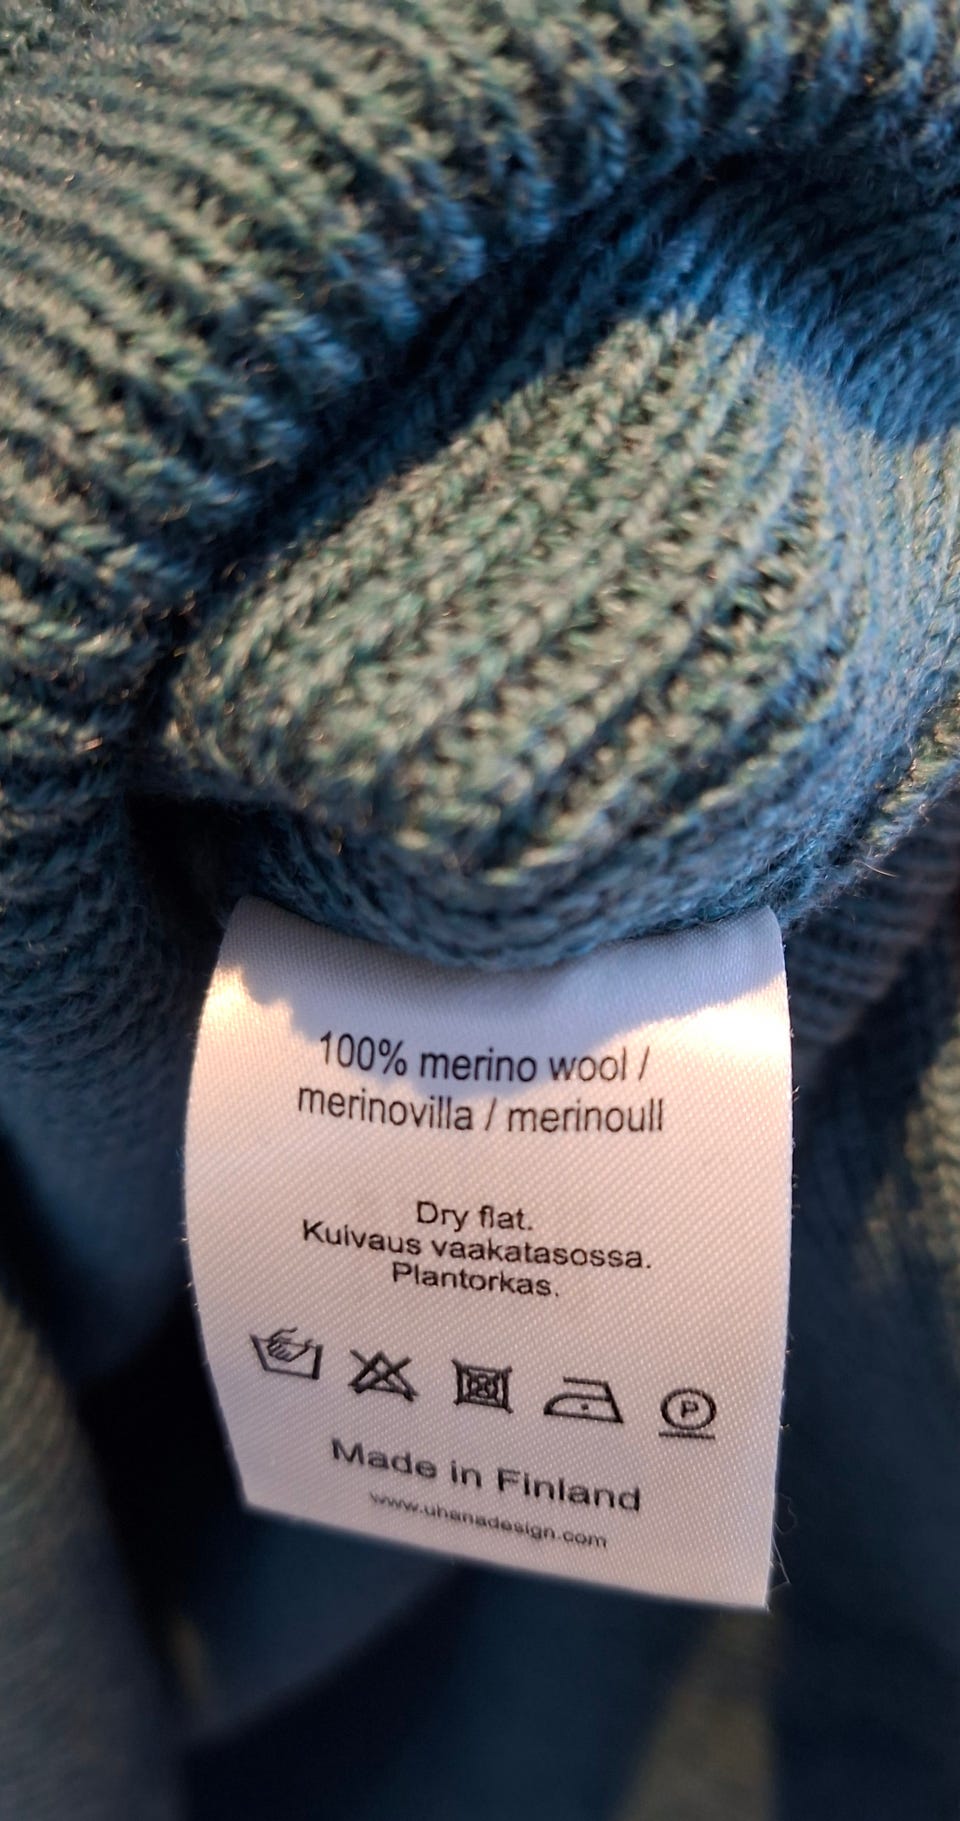 100% merino wool /
merinovilla / merinoull
Dry flat.
Kuivaus vaakatasossa.
Plantorkas.
P
Made in Finland
www.uhanadesign.com